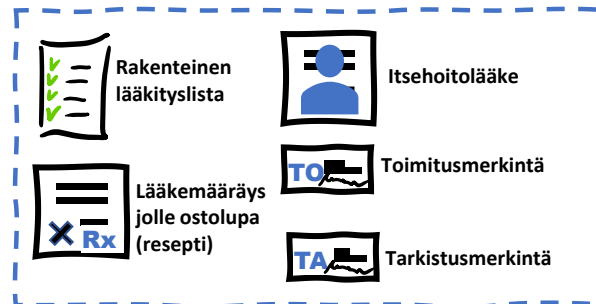 Rakenteinen
lääkityslista
Itsehoitolääke
TO
Toimitusmerkintä
Lääkemääräys
jolle ostolupa
(resepti)
Rx
TA
Tarkistusmerkintä